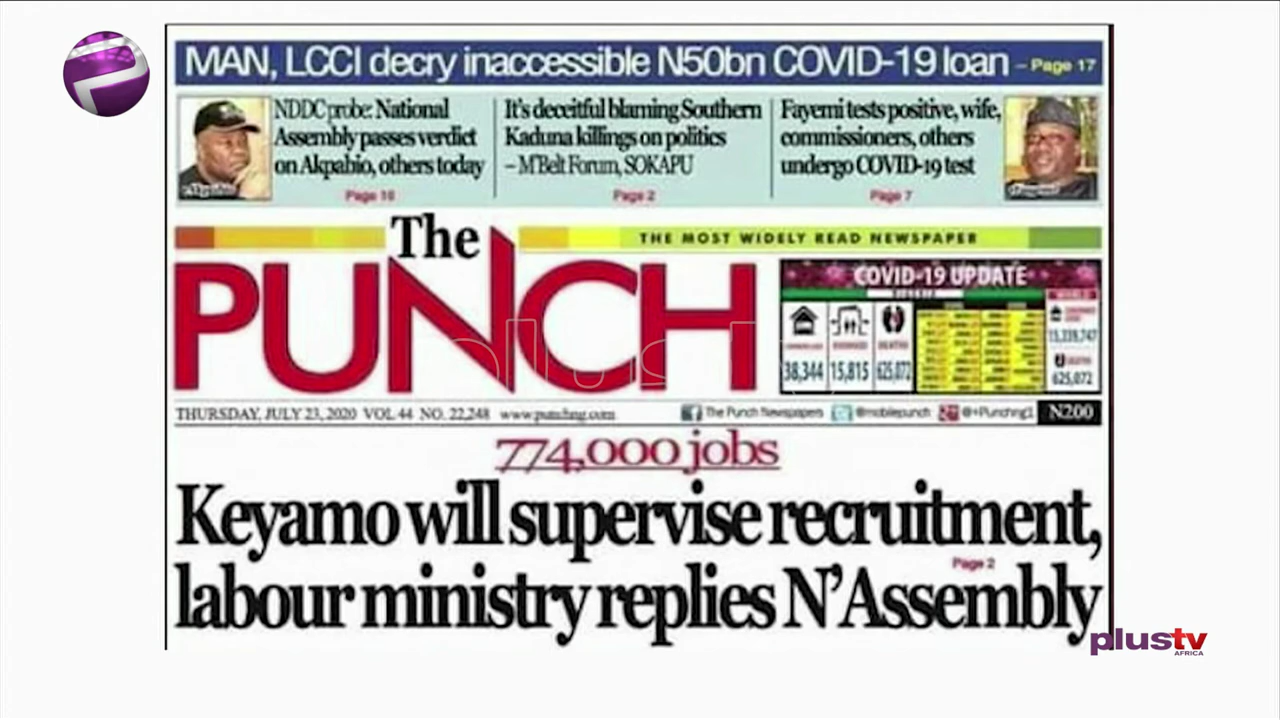 MAN, LCCI decry inaccessible N50bn COVID-19 loan – Page 17
NDDC probe: National
Assembly passes verdict
on Akpabio, others today
Page 16
It's deceitful blaming Southern
Kaduna killings on politics
– M'Belt Forum, SOKAPU
Page 2
Fayemi tests positive, wife,
commissioners, others
undergo COVID-19 test
Page 7
The
PUNCH
THE MOST WIDELY READ NEWSPAPER
COVID-19 UPDATE
38,344
15,815
625,072
15,239,747
625,072
THURSDAY, JULY 23, 2020 VOL 44 NO. 22,248 www.punchng.com
The Punch Newspapers @mobilepunch @+Punchng1 N200
774,000 jobs
Keyamo will supervise recruitment,
Page 2
labour ministry replies N'Assembly
plustv
AFRICA